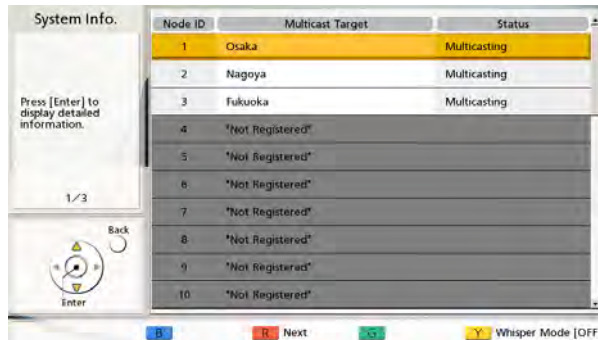 System Info.
Node ID Multicast Target Status
1 Osaka Multicasting
2 Nagoya Multicasting
3 Fukuoka Multicasting
4 "Not Registered"
5 "Not Registered"
6 "Not Registered"
7 "Not Registered"
8 "Not Registered"
9 "Not Registered"
10 "Not Registered"
Press [Enter] to
display detailed
information.
1/3
Back
Enter
B R Next G Y Whisper Mode [OFF